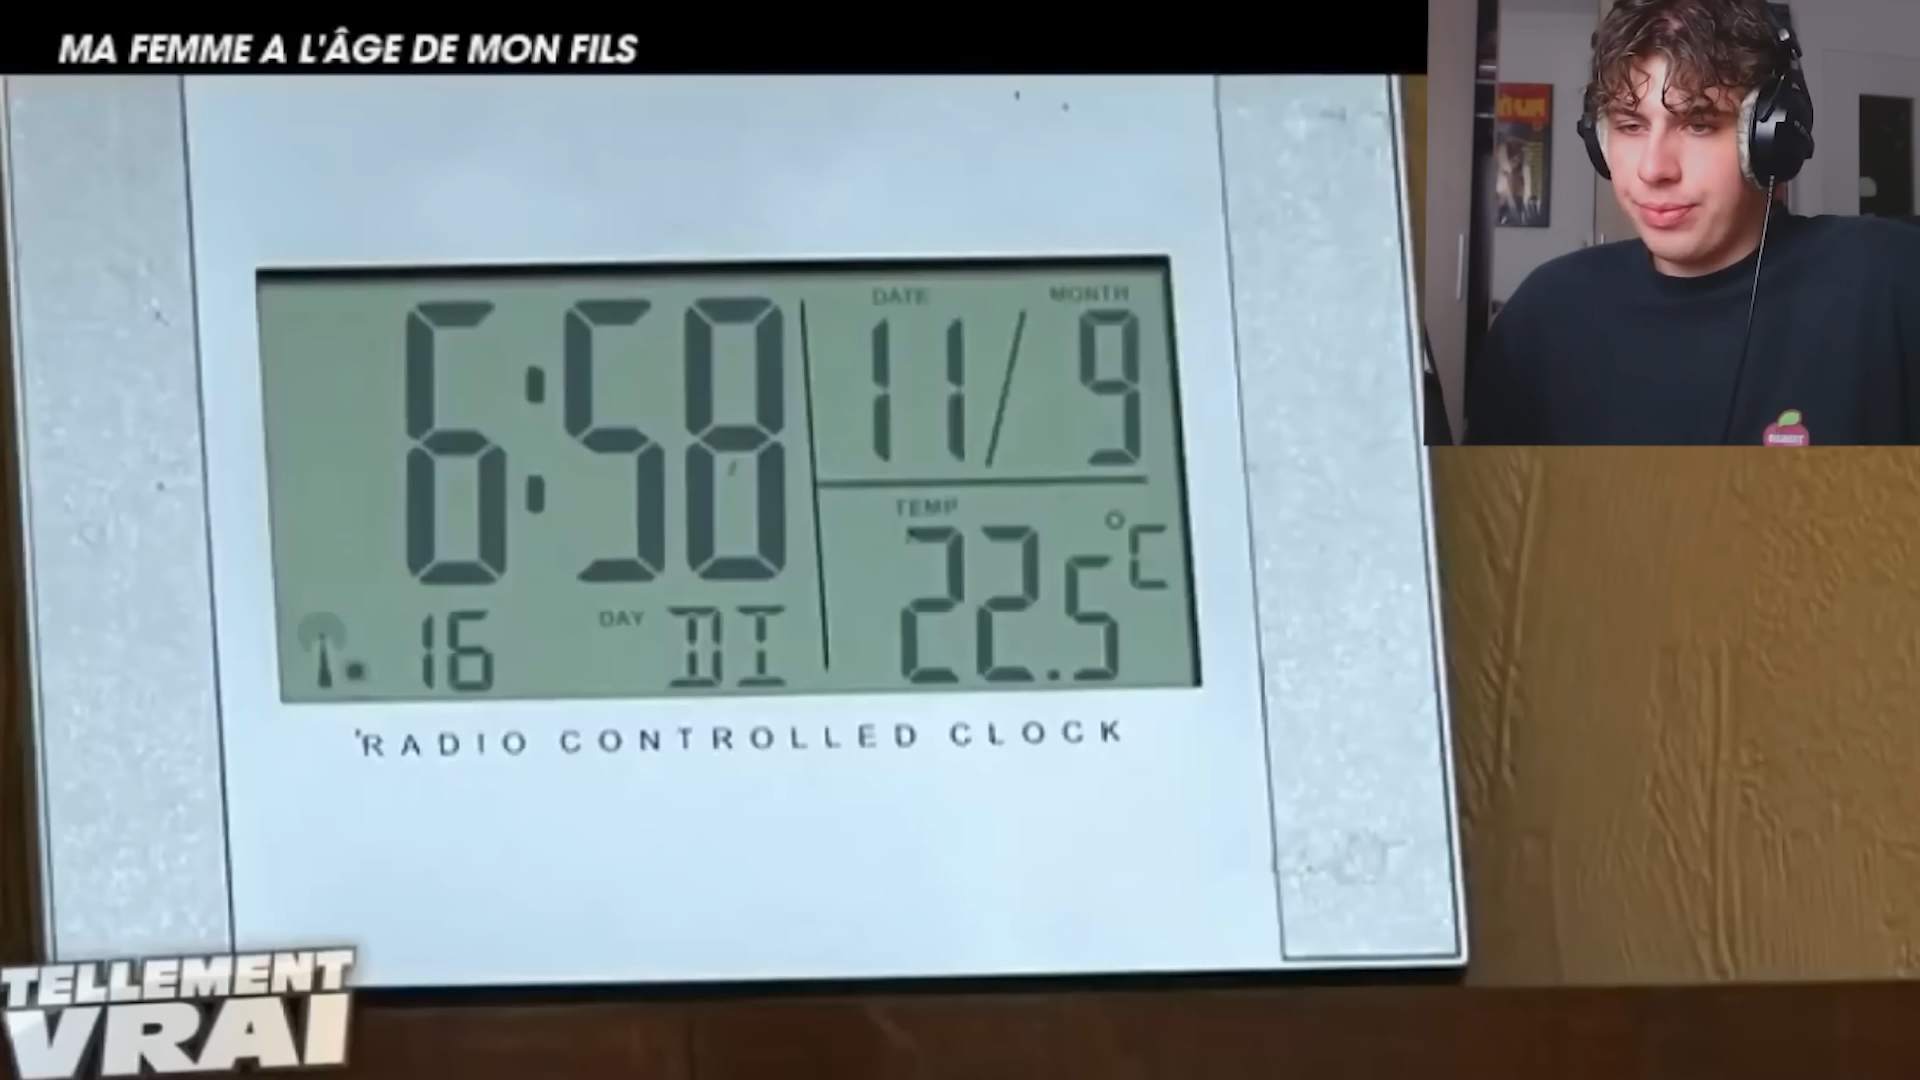 MA FEMME A L'ÂGE DE MON FILS
DATE MONTH
6:58 11/9
TEMP
22.5°C
16 DAY DI
RADIO CONTROLLED CLOCK
TELLEMENT
VRAI